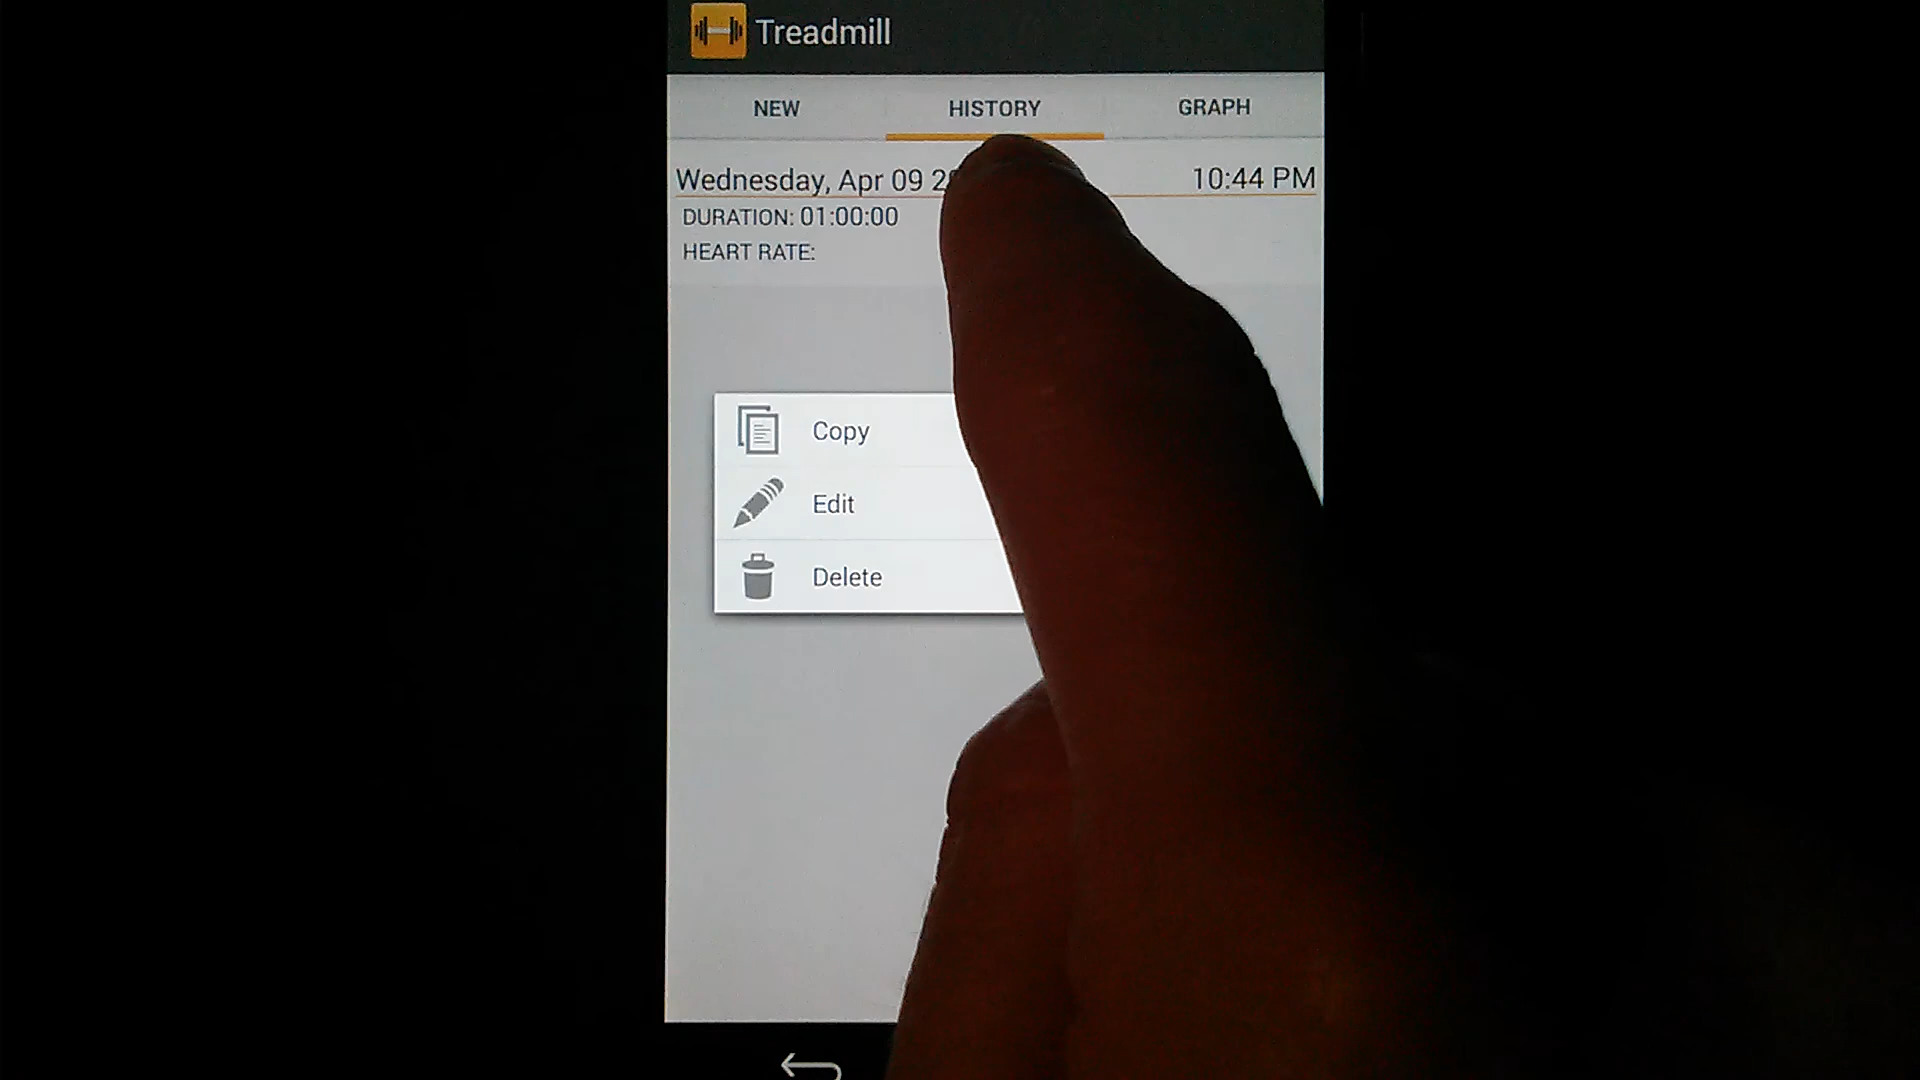 Treadmill
NEW HISTORY GRAPH
Wednesday, Apr 09 10:44 PM
DURATION: 01:00:00
HEART RATE:
Copy
Edit
Delete